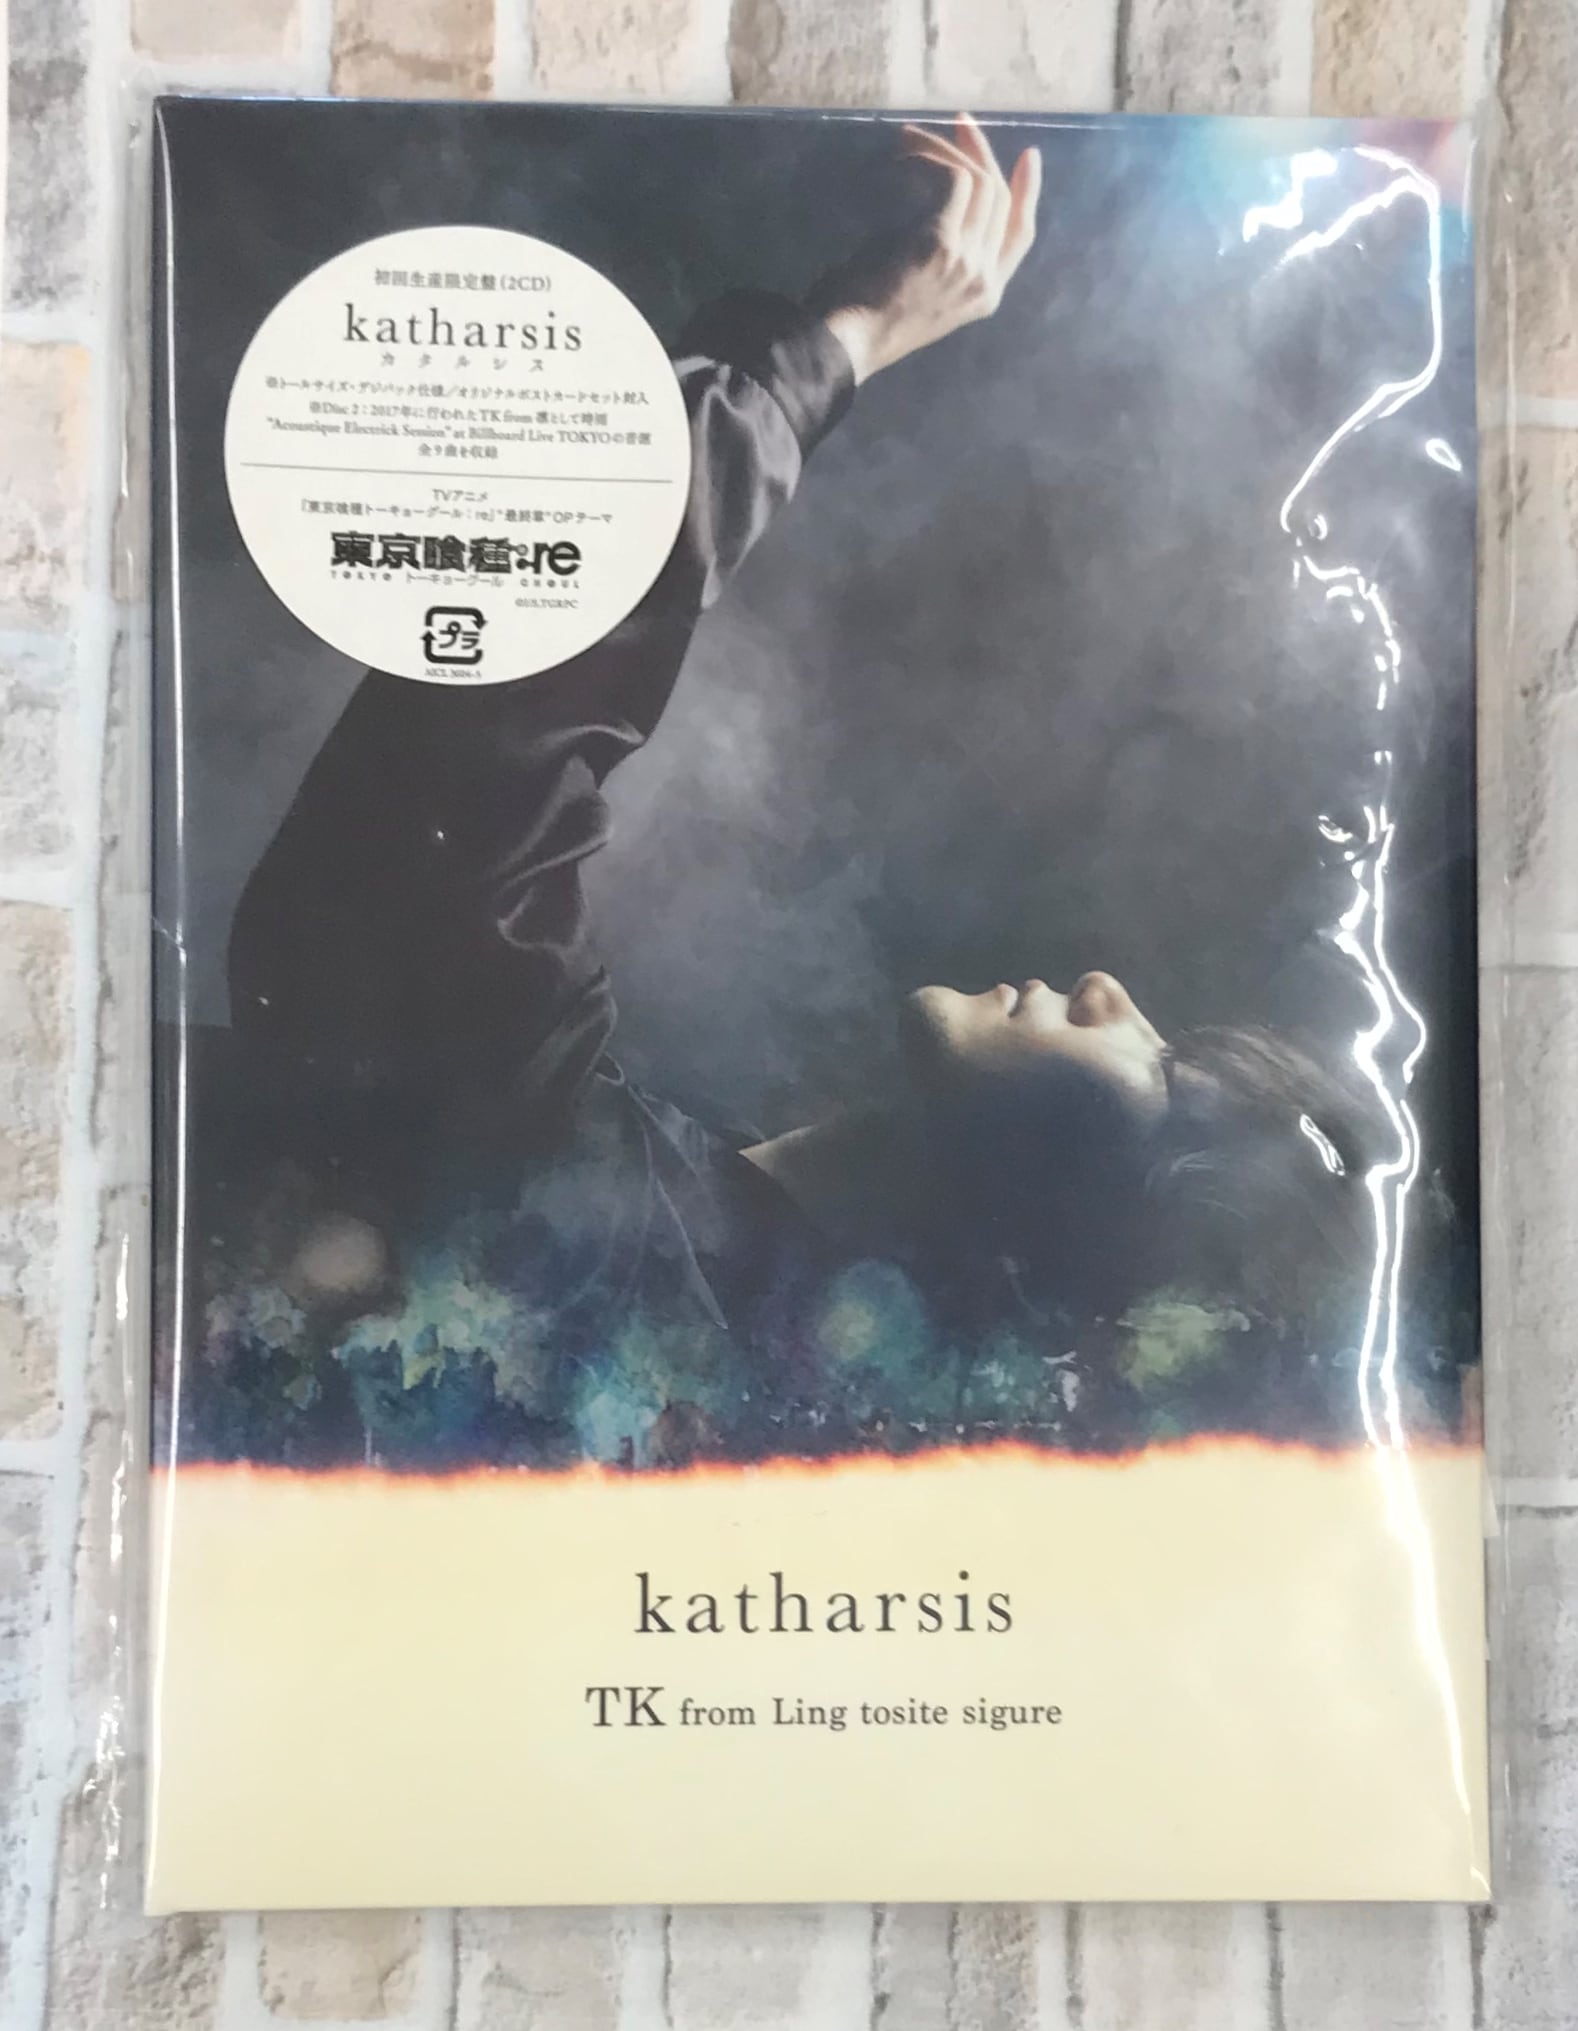 初回生産限定盤(2CD)
katharsis
カタルシス
※トールサイズ・デジパック仕様／オリジナルポストカードセット封入
※Disc 2：2017年に行われたTK from 凛として時雨
"Acoustique Electrick Session" at Billboard Live TOKYOの音源
全9曲を収録
TVアニメ
『東京喰種トーキョーグール：re』"最終章"OPテーマ
東京喰種:re
TOKYO トーキョーグール GHOUL
プラ
katharsis
TK from Ling tosite sigure